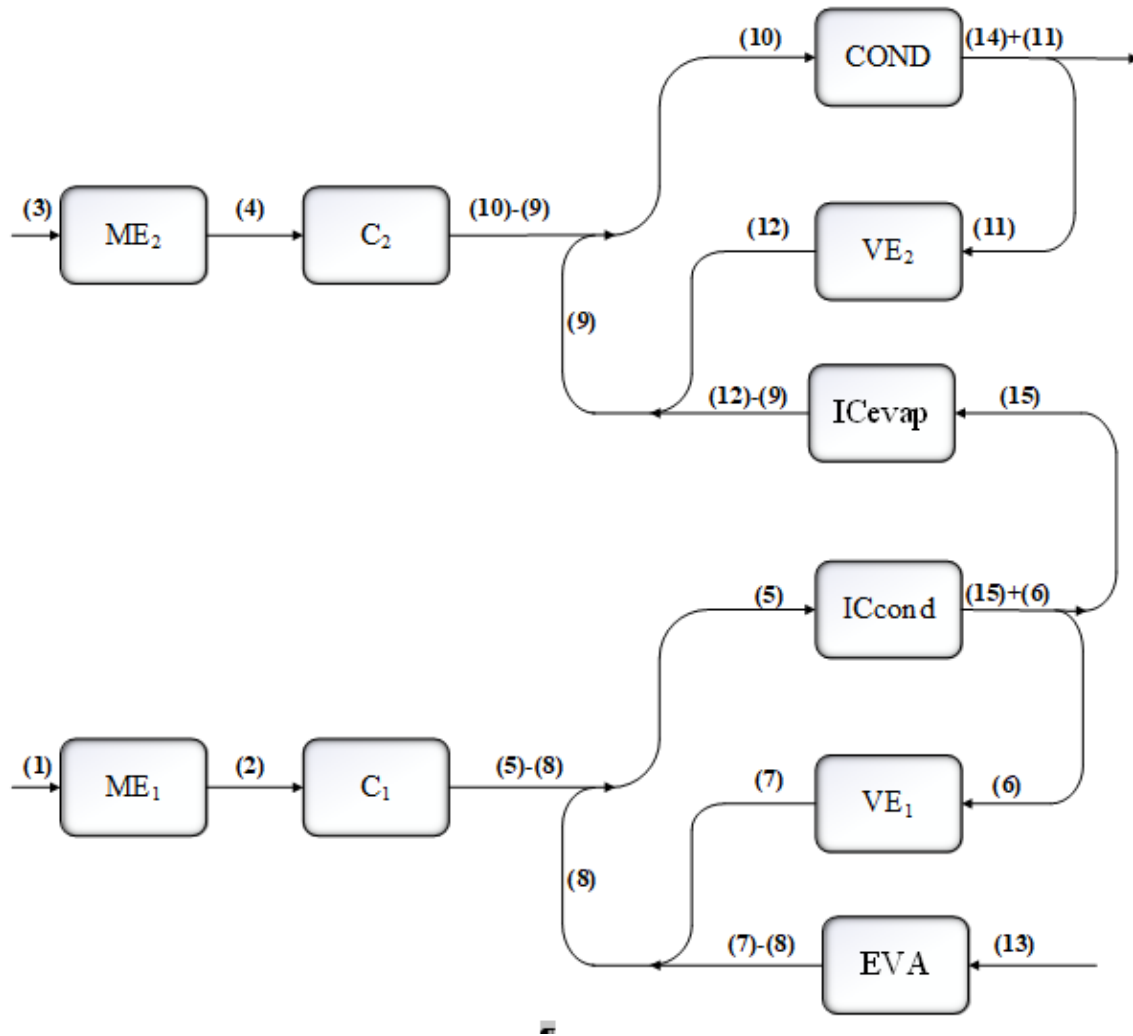 (10) COND (14)+(11)
(3) ME₂ (4) C₂ (10)-(9)
(12) VE₂ (11)
(9)
(12)-(9) ICevap (15)
(5) ICcond (15)+(6)
(1) ME₁ (2) C₁ (5)-(8)
(7) VE₁ (6)
(8)
(7)-(8) EVA (13)